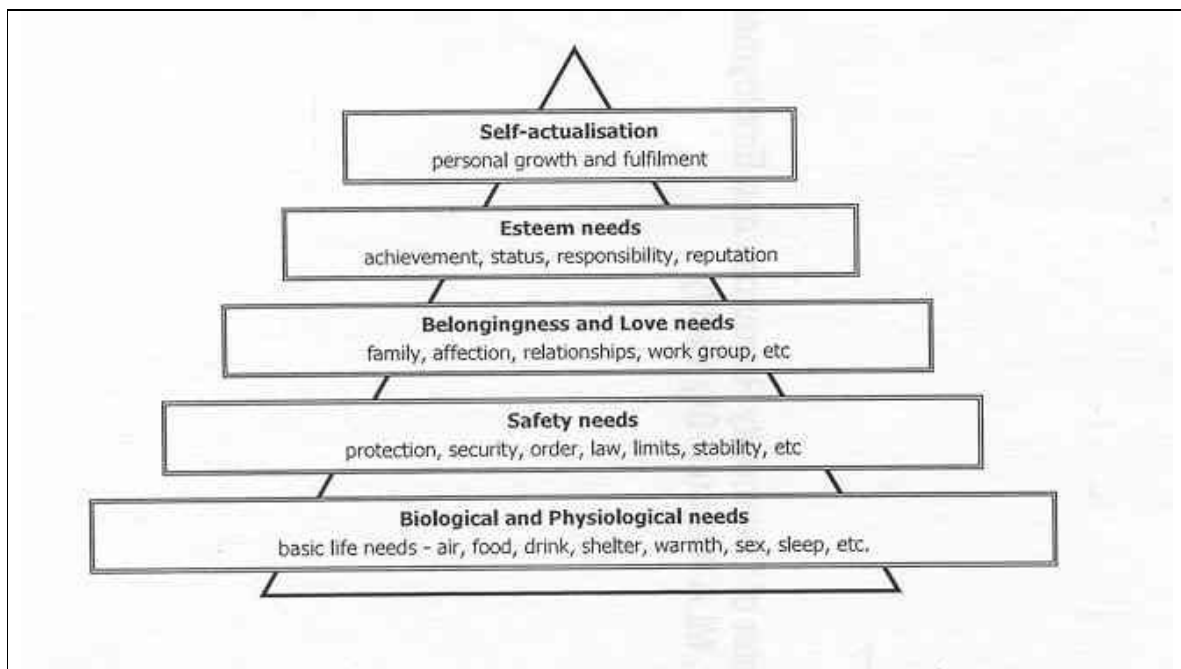 Self-actualisation
personal growth and fulfilment
Esteem needs
achievement, status, responsibility, reputation
Belongingness and Love needs
family, affection, relationships, work group, etc
Safety needs
protection, security, order, law, limits, stability, etc
Biological and Physiological needs
basic life needs - air, food, drink, shelter, warmth, sex, sleep, etc.